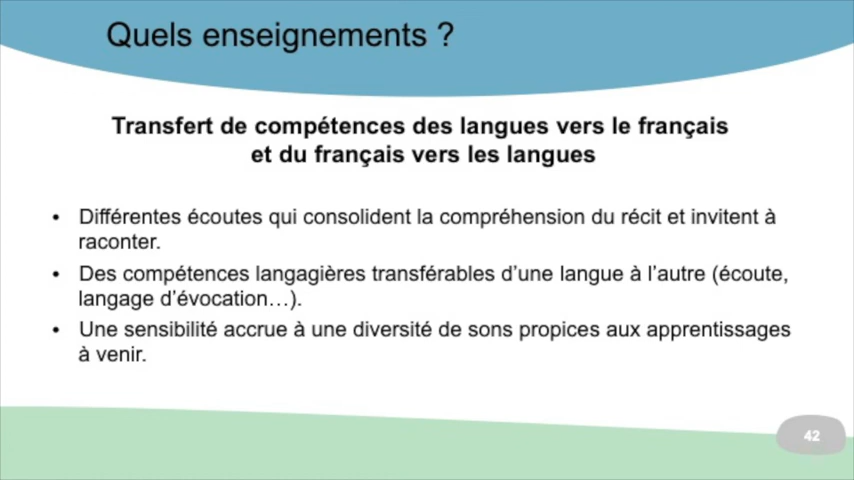 Quels enseignements ?
Transfert de compétences des langues vers le français
et du français vers les langues
• Différentes écoutes qui consolident la compréhension du récit et invitent à
raconter.
• Des compétences langagières transférables d’une langue à l’autre (écoute,
langage d’évocation…).
• Une sensibilité accrue à une diversité de sons propices aux apprentissages
à venir.
42